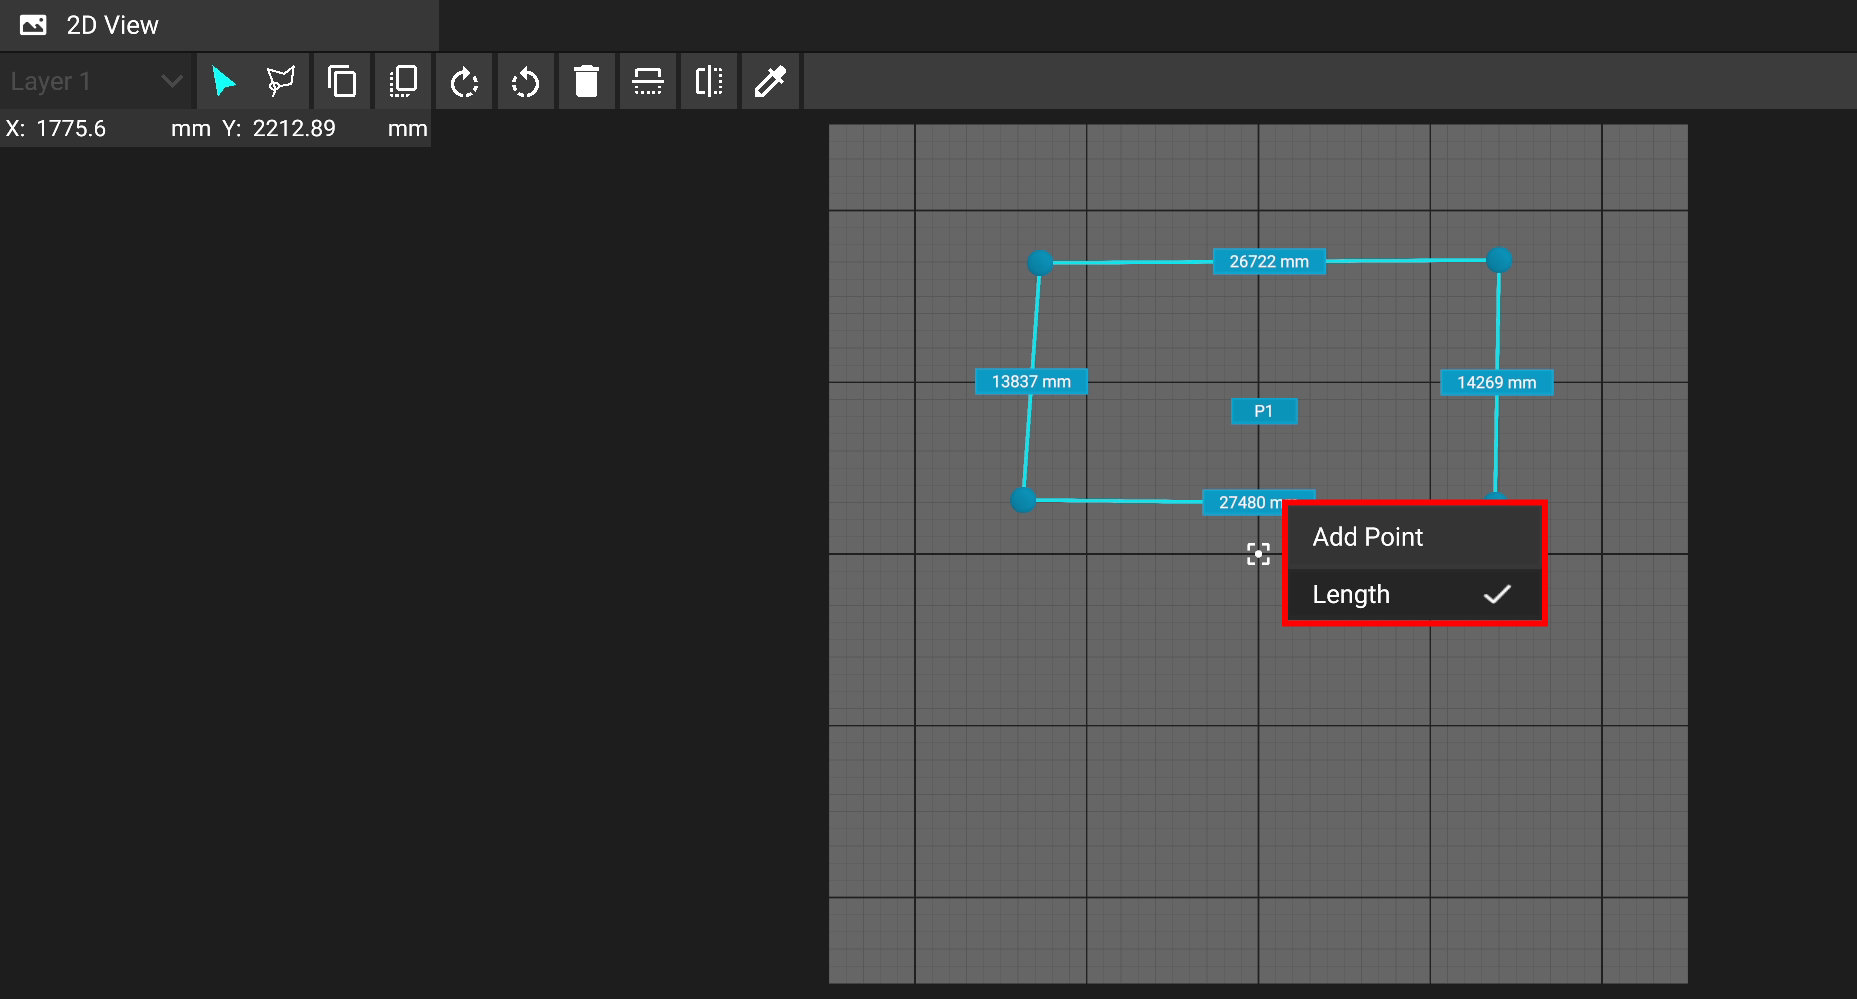 2D View
Layer 1
X: 1775.6 mm Y: 2212.89 mm
26722 mm
13837 mm
14269 mm
P1
27480 m
Add Point
Length